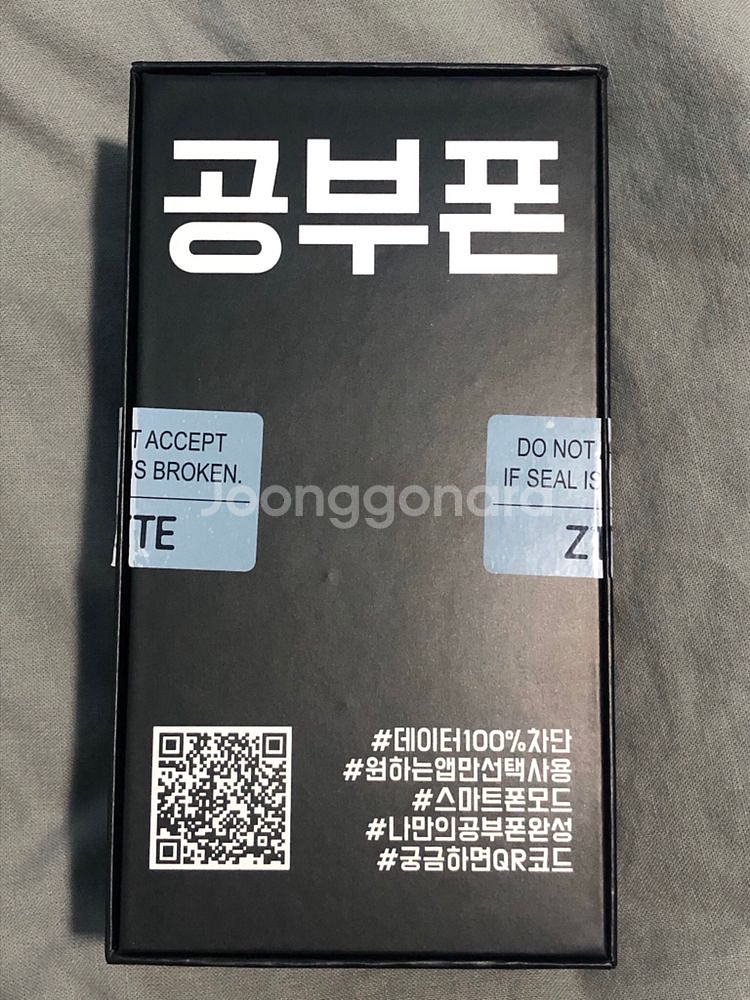 공부폰
T ACCEPT
'S BROKEN.
TE
DO NOT
IF SEAL IS
ZT
Joonggonara
#데이터100%차단
#원하는앱만선택사용
#스마트폰모드
#나만의공부폰완성
#궁금하면QR코드